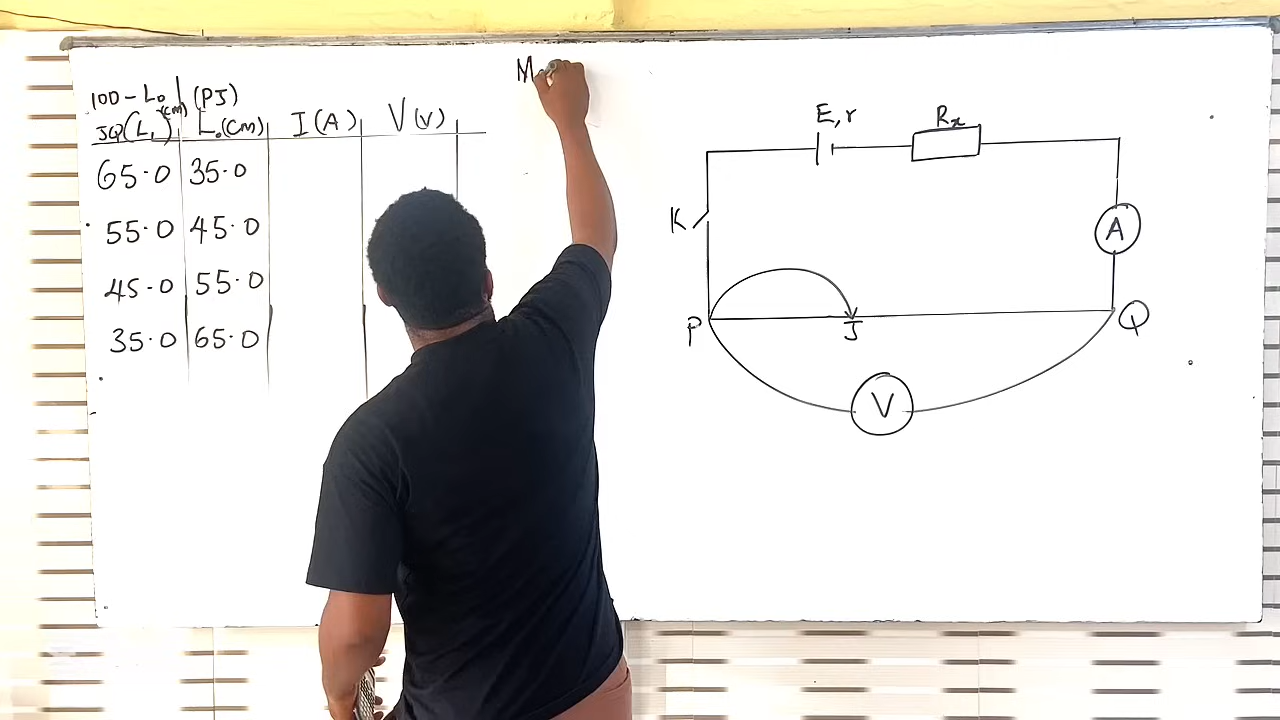 100-L₀ (PJ)
JQ(L₁)(cm) L₀(cm) I(A) V(v)
65.0 35.0
55.0 45.0
45.0 55.0
35.0 65.0
M
E,r
Rx
K
A
P
J
Q
V